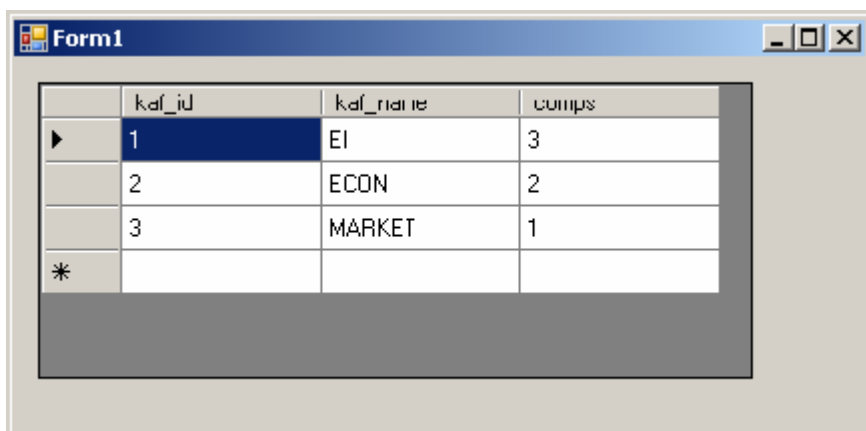 Form1
kaf_id kaf_name comps
1 EI 3
2 ECON 2
3 MARKET 1